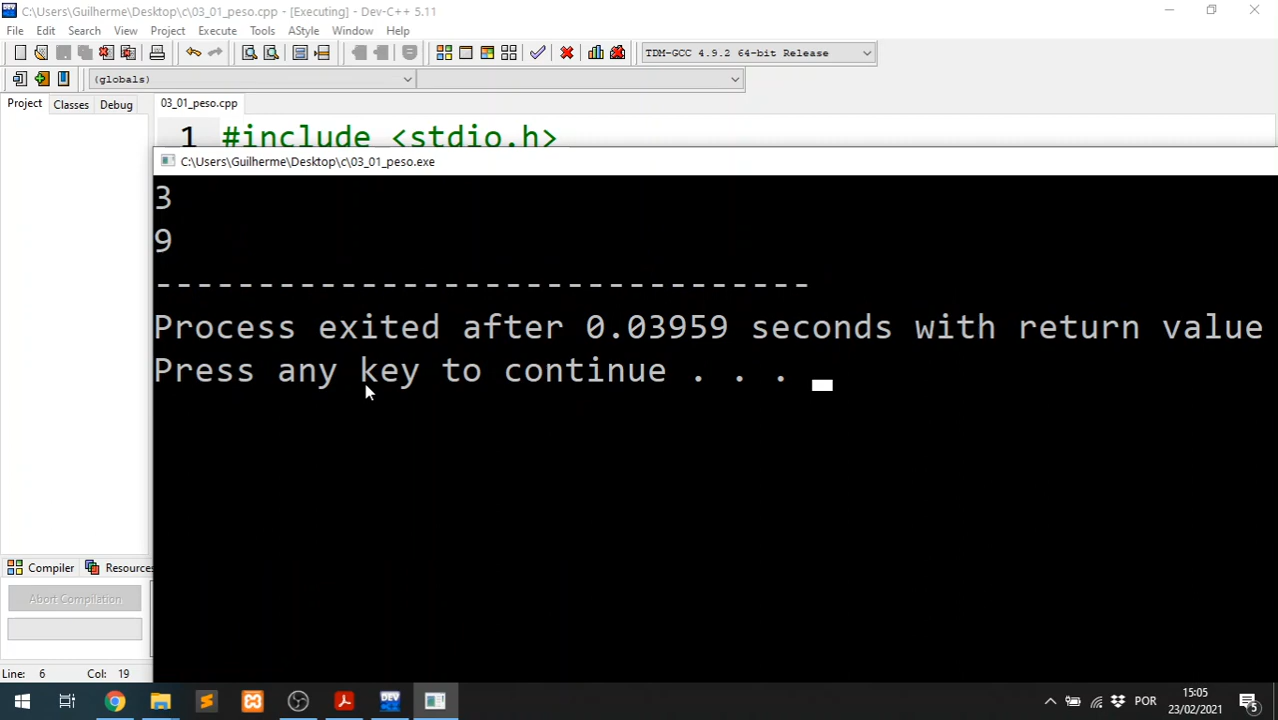 C:\Users\Guilherme\Desktop\c\03_01_peso.cpp - [Executing] - Dev-C++ 5.11
File Edit Search View Project Execute Tools AStyle Window Help
TDM-GCC 4.9.2 64-bit Release
(globals)
Project Classes Debug 03_01_peso.cpp
1 #include <stdio.h>
C:\Users\Guilherme\Desktop\c\03_01_peso.exe
3
9
--------------------------------
Process exited after 0.03959 seconds with return value
Press any key to continue . . .
Compiler Resources
Abort Compilation
Line: 6 Col: 19
DEV
POR
15:05
23/02/2021
5